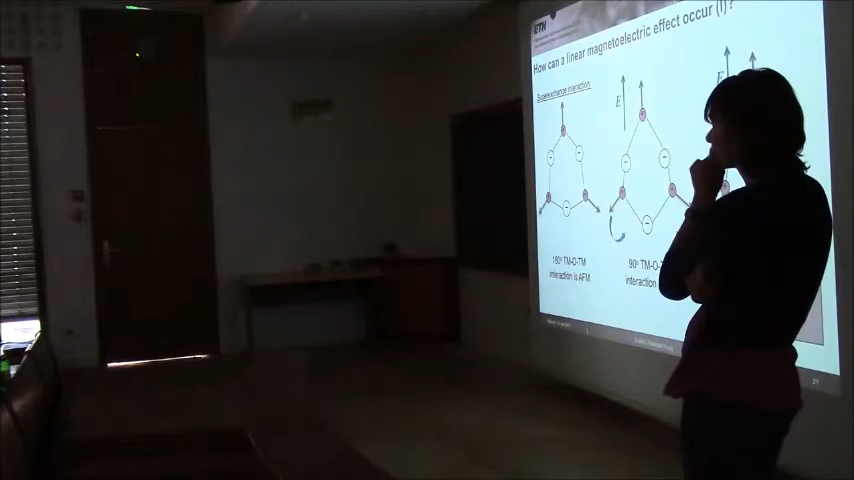 ETH
How can a linear magnetoelectric effect occur (I)?
Superexchange interaction:
E
E
180° TM-O-TM
interaction is AFM
90° TM-O-
interaction